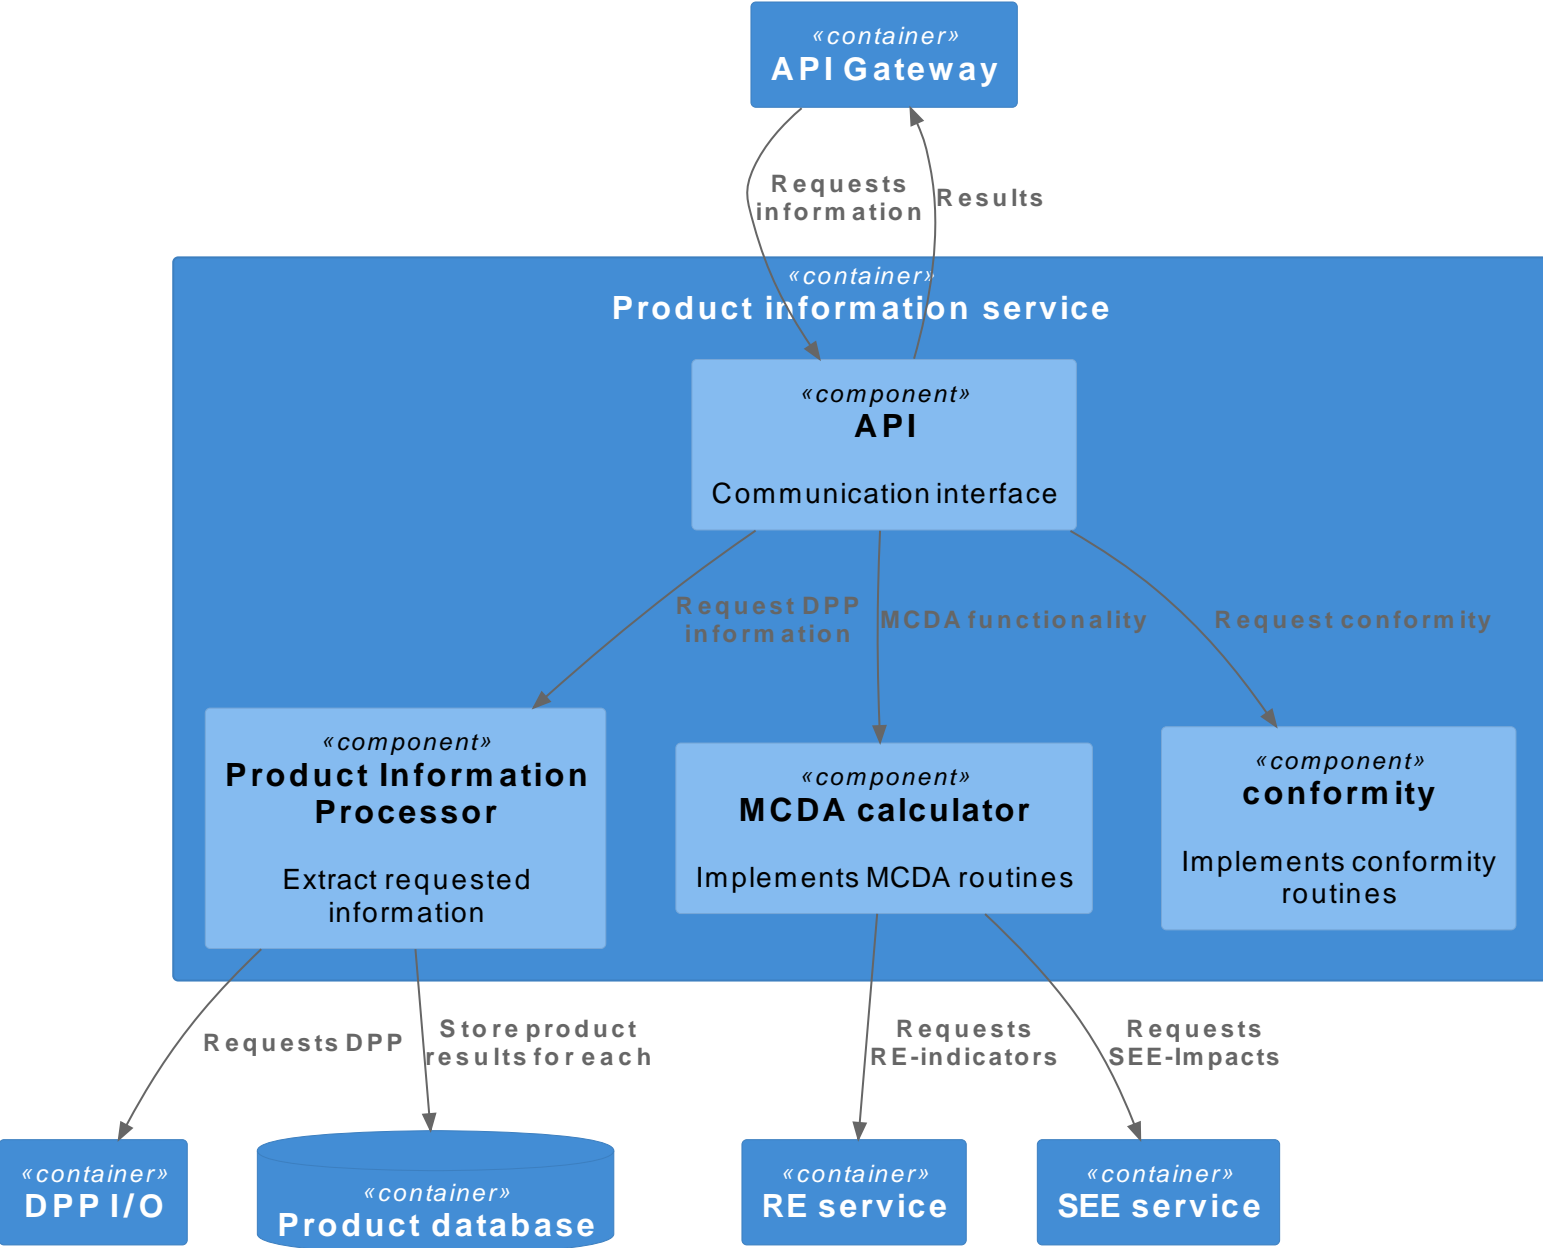 «container»
API Gateway
Requests
information
Results
«container»
Product information service
«component»
API
Communication interface
Request DPP
information
MCDA functionality
Request conformity
«component»
Product Information
Processor
Extract requested
information
«component»
MCDA calculator
Implements MCDA routines
«component»
conformity
Implements conformity
routines
Requests DPP
Store product
results for each
Requests
RE-indicators
Requests
SEE-Impacts
«container»
DPP I/O
«container»
Product database
«container»
RE service
«container»
SEE service